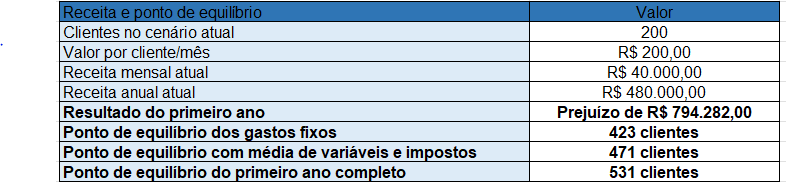 Receita e ponto de equilíbrio Valor
Clientes no cenário atual 200
Valor por cliente/mês R$ 200,00
Receita mensal atual R$ 40.000,00
Receita anual atual R$ 480.000,00
Resultado do primeiro ano Prejuízo de R$ 794.282,00
Ponto de equilíbrio dos gastos fixos 423 clientes
Ponto de equilíbrio com média de variáveis e impostos 471 clientes
Ponto de equilíbrio do primeiro ano completo 531 clientes